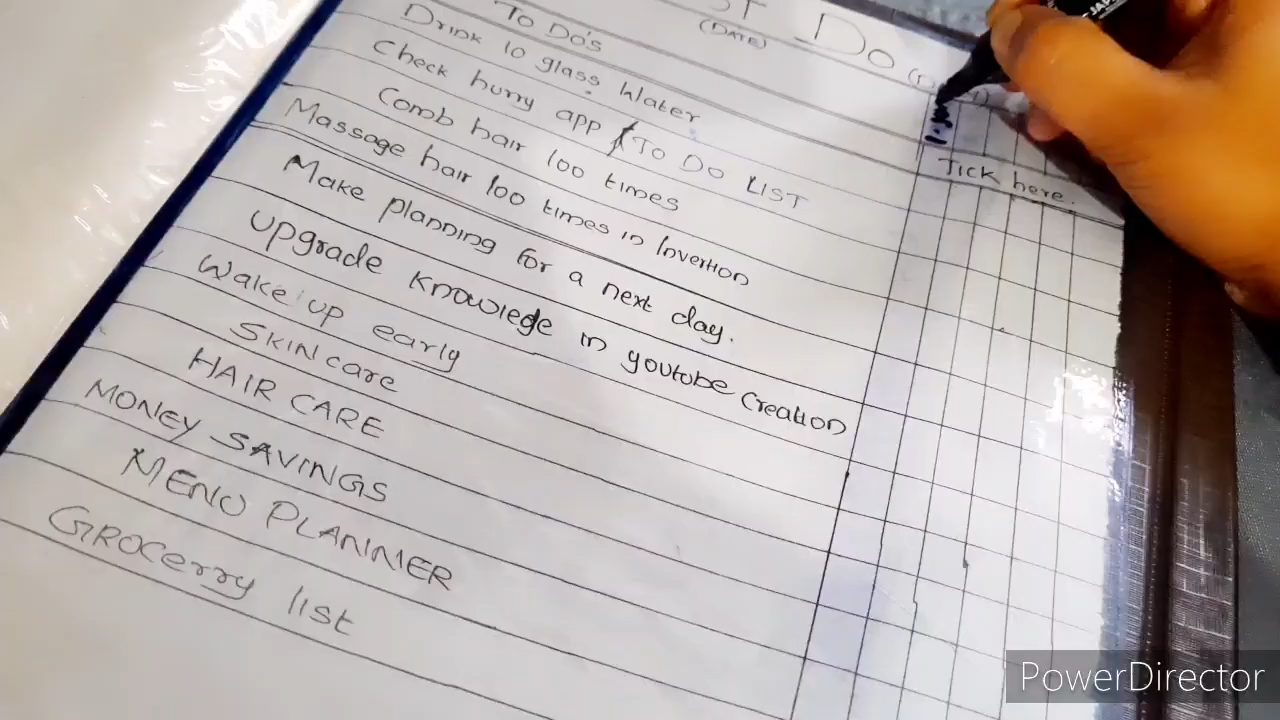 Do
(DATE)
To Do's
Tick here.
Drink 10 glass Water
Check hurry app / To Do LIST
Comb hair 100 times
Massage hair 100 times in Invertion
Make planning for a next day.
Upgrade knowlegde in youtube Creation
Wake up early
SKIN care
HAIR CARE
MONEY SAVINGS
MENU PLANNER
GROCerry list
PowerDirector